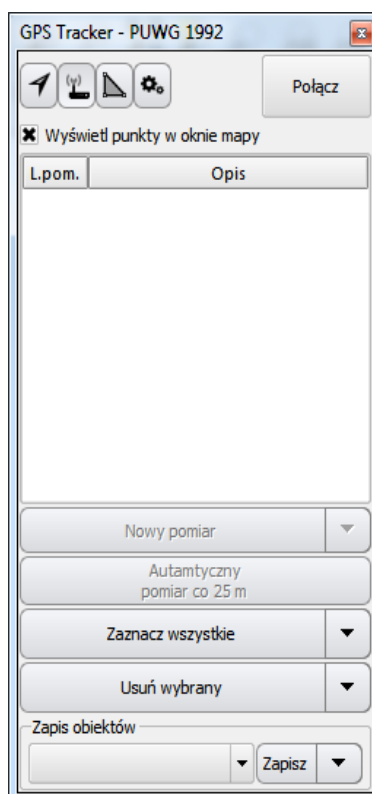 GPS Tracker - PUWG 1992
Połącz
Wyświetl punkty w oknie mapy
L.pom. Opis
Nowy pomiar
Autamtyczny
pomiar co 25 m
Zaznacz wszystkie
Usuń wybrany
Zapis obiektów
Zapisz